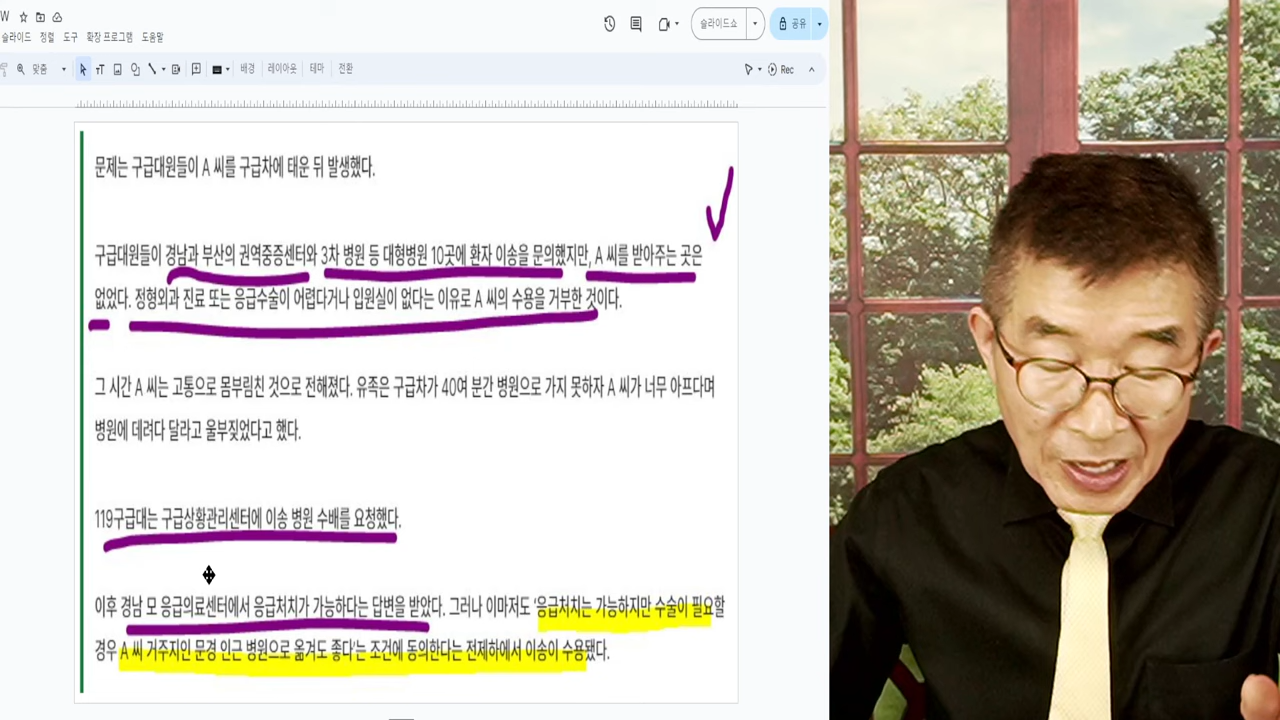 W
슬라이드 정렬 도구 확장 프로그램 도움말
슬라이드쇼
공유
맞춤
배경 레이아웃 테마 전환
Rec
문제는 구급대원들이 A 씨를 구급차에 태운 뒤 발생했다.
구급대원들이 경남과 부산의 권역중증센터와 3차 병원 등 대형병원 10곳에 환자 이송을 문의했지만, A 씨를 받아주는 곳은
없었다. 정형외과 진료 또는 응급수술이 어렵다거나 입원실이 없다는 이유로 A 씨의 수용을 거부한 것이다.
그 시간 A 씨는 고통으로 몸부림친 것으로 전해졌다. 유족은 구급차가 40여 분간 병원으로 가지 못하자 A 씨가 너무 아프다며
병원에 데려다 달라고 울부짖었다고 했다.
119구급대는 구급상황관리센터에 이송 병원 수배를 요청했다.
이후 경남 모 응급의료센터에서 응급처치가 가능하다는 답변을 받았다. 그러나 이마저도 '응급처치는 가능하지만 수술이 필요할
경우 A 씨 거주지인 문경 인근 병원으로 옮겨도 좋다'는 조건에 동의한다는 전제하에서 이송이 수용됐다.